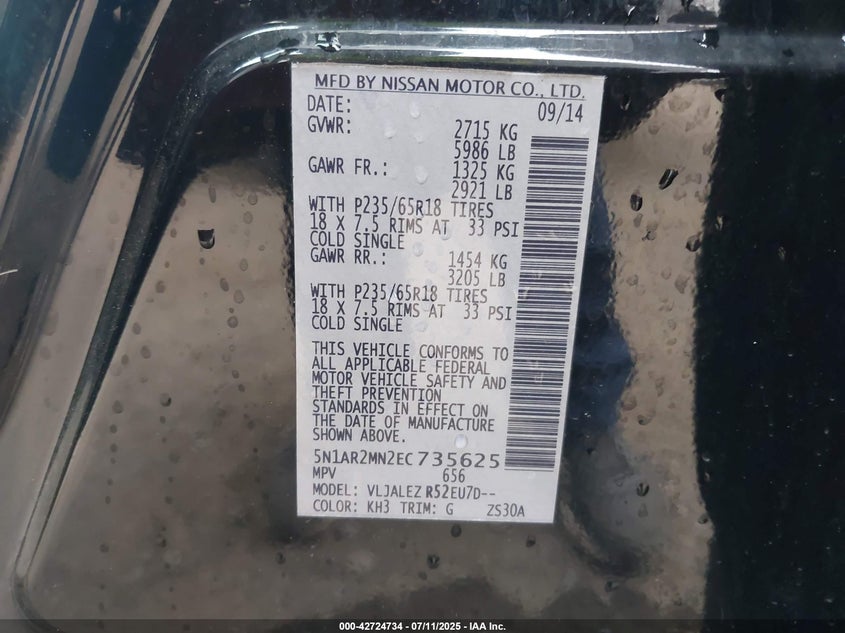 MFD BY NISSAN MOTOR CO., LTD.
DATE: 09/14
GVWR: 2715 KG
5986 LB
GAWR FR.: 1325 KG
2921 LB
WITH P235/65R18 TIRES
18 X 7.5 RIMS AT 33 PSI
COLD SINGLE
GAWR RR.: 1454 KG
3205 LB
WITH P235/65R18 TIRES
18 X 7.5 RIMS AT 33 PSI
COLD SINGLE
THIS VEHICLE CONFORMS TO
ALL APPLICABLE FEDERAL
MOTOR VEHICLE SAFETY AND
THEFT PREVENTION
STANDARDS IN EFFECT ON
THE DATE OF MANUFACTURE
SHOWN ABOVE.
5N1AR2MN2EC735625
MPV 656
MODEL: VLJALEZ R52EU7D--
COLOR: KH3 TRIM: G ZS30A
000-42724734 - 07/11/2025 - IAA Inc.